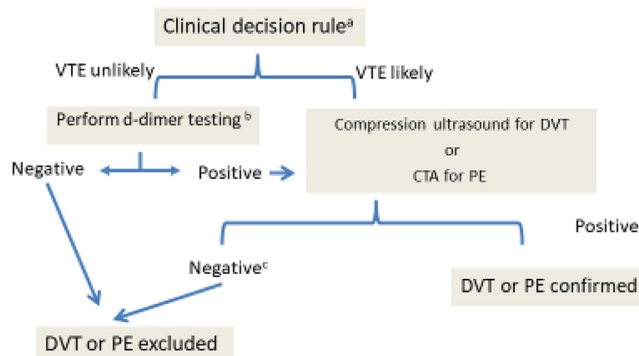 Clinical decision ruleᵃ
VTE unlikely
VTE likely
Perform d-dimer testing ᵇ
Compression ultrasound for DVT
or
CTA for PE
Negative
Positive
Positive
Negativeᶜ
DVT or PE confirmed
DVT or PE excluded